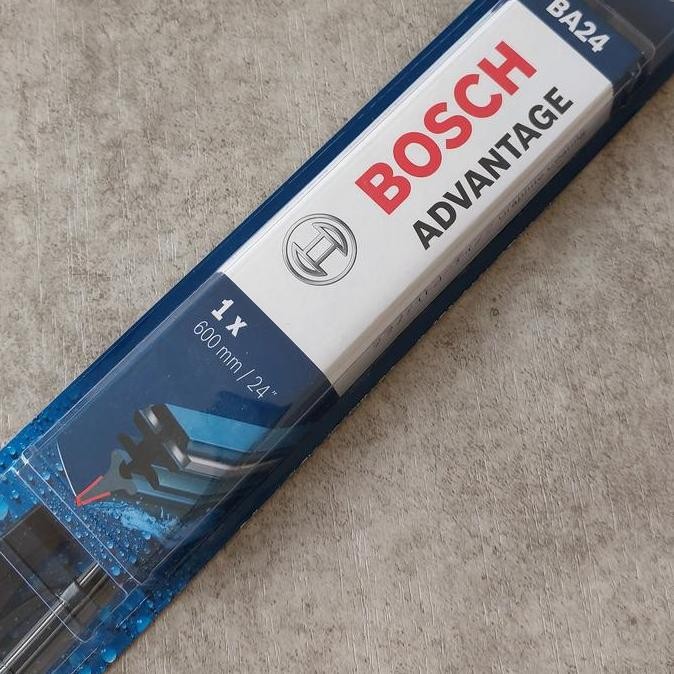 BA24
BOSCH
ADVANTAGE
1 x
600 mm / 24"